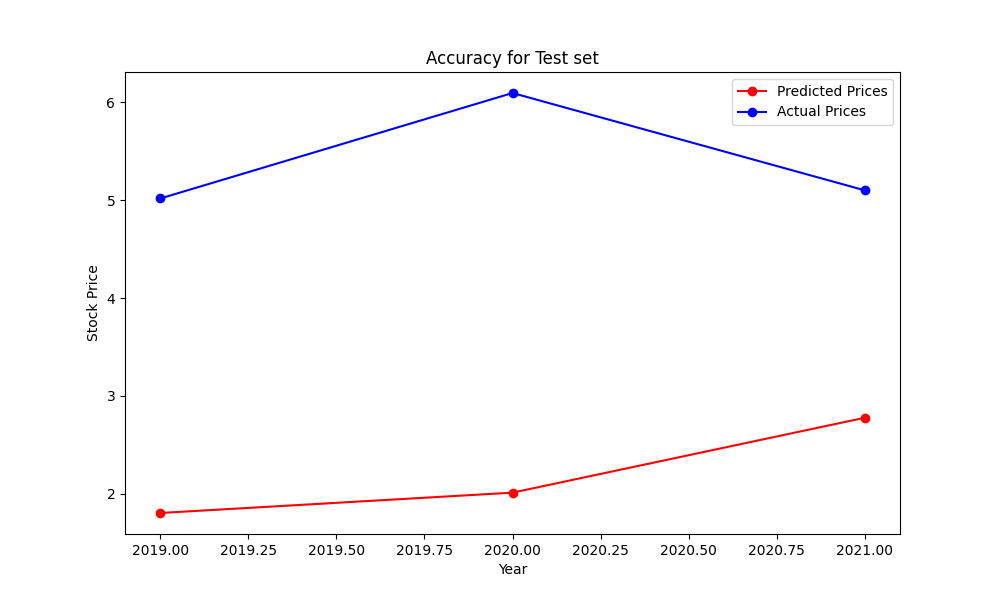 Accuracy for Test set
Predicted Prices
Actual Prices
6
5
4
3
2
Stock Price
2019.00 2019.25 2019.50 2019.75 2020.00 2020.25 2020.50 2020.75 2021.00
Year